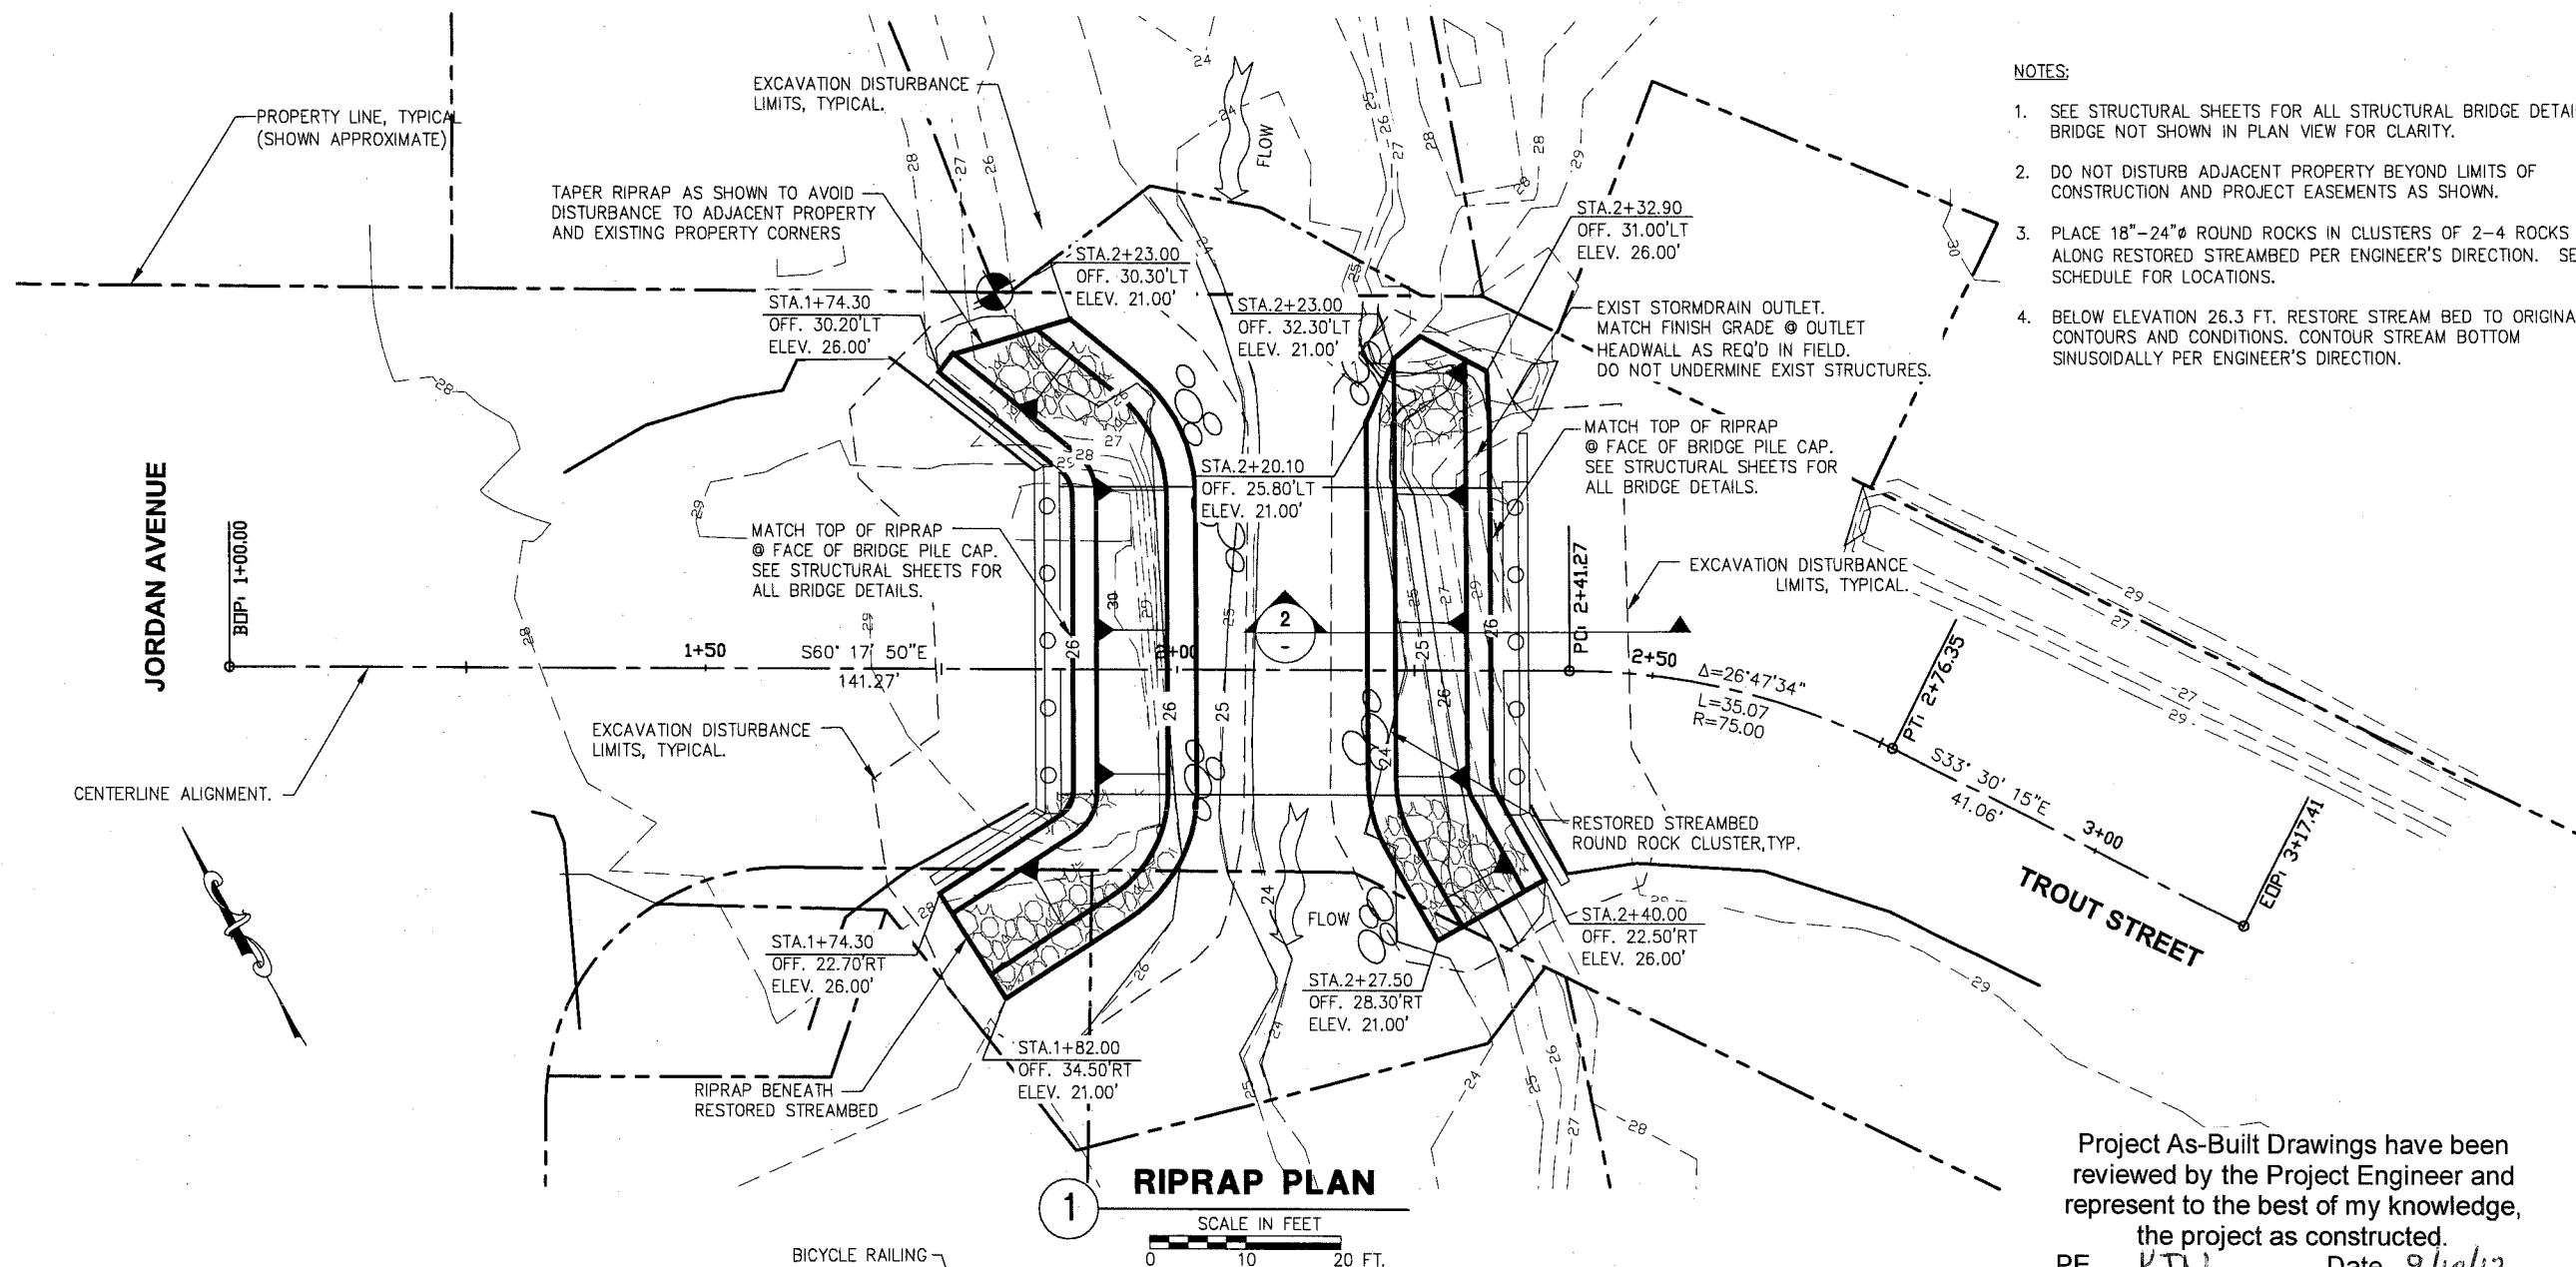 PROPERTY LINE, TYPICAL
(SHOWN APPROXIMATE)
EXCAVATION DISTURBANCE
LIMITS, TYPICAL.
TAPER RIPRAP AS SHOWN TO AVOID
DISTURBANCE TO ADJACENT PROPERTY
AND EXISTING PROPERTY CORNERS
FLOW
STA.2+23.00
OFF. 30.30'LT
ELEV. 21.00'
STA.1+74.30
OFF. 30.20'LT
ELEV. 26.00'
STA.2+23.00
OFF. 32.30'LT
ELEV. 21.00'
STA.2+32.90
OFF. 31.00'LT
ELEV. 26.00'
EXIST STORMDRAIN OUTLET.
MATCH FINISH GRADE @ OUTLET
HEADWALL AS REQ'D IN FIELD.
DO NOT UNDERMINE EXIST STRUCTURES.
MATCH TOP OF RIPRAP
@ FACE OF BRIDGE PILE CAP.
SEE STRUCTURAL SHEETS FOR
ALL BRIDGE DETAILS.
STA.2+20.10
OFF. 25.80'LT
ELEV. 21.00'
MATCH TOP OF RIPRAP
@ FACE OF BRIDGE PILE CAP.
SEE STRUCTURAL SHEETS FOR
ALL BRIDGE DETAILS.
EXCAVATION DISTURBANCE
LIMITS, TYPICAL.
NOTES:
1. SEE STRUCTURAL SHEETS FOR ALL STRUCTURAL BRIDGE DETAI
BRIDGE NOT SHOWN IN PLAN VIEW FOR CLARITY.
2. DO NOT DISTURB ADJACENT PROPERTY BEYOND LIMITS OF
CONSTRUCTION AND PROJECT EASEMENTS AS SHOWN.
3. PLACE 18"-24"ø ROUND ROCKS IN CLUSTERS OF 2-4 ROCKS
ALONG RESTORED STREAMBED PER ENGINEER'S DIRECTION. SE
SCHEDULE FOR LOCATIONS.
4. BELOW ELEVATION 26.3 FT. RESTORE STREAM BED TO ORIGINA
CONTOURS AND CONDITIONS. CONTOUR STREAM BOTTOM
SINUSOIDALLY PER ENGINEER'S DIRECTION.
JORDAN AVENUE
BOP: 1+00.00
1+50
S60° 17' 50"E
141.27'
2
-
PC: 2+41.27
2+50
Δ=26°47'34"
L=35.07
R=75.00
PT: 2+76.35
S33° 30' 15"E
41.06'
3+00
EOP: 3+17.41
TROUT STREET
CENTERLINE ALIGNMENT.
EXCAVATION DISTURBANCE
LIMITS, TYPICAL.
RESTORED STREAMBED
ROUND ROCK CLUSTER,TYP.
FLOW
STA.1+74.30
OFF. 22.70'RT
ELEV. 26.00'
STA.2+40.00
OFF. 22.50'RT
ELEV. 26.00'
STA.2+27.50
OFF. 28.30'RT
ELEV. 21.00'
STA.1+82.00
OFF. 34.50'RT
ELEV. 21.00'
RIPRAP BENEATH
RESTORED STREAMBED
1
RIPRAP PLAN
SCALE IN FEET
0 10 20 FT.
BICYCLE RAILING
Project As-Built Drawings have been
reviewed by the Project Engineer and
represent to the best of my knowledge,
the project as constructed.
PE Date